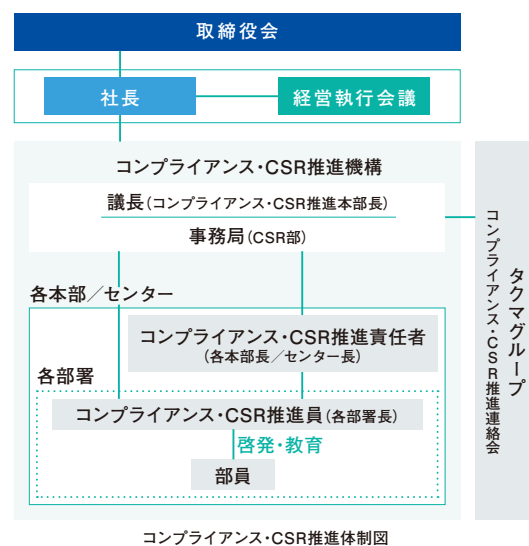 取締役会
社長
経営執行会議
コンプライアンス・CSR推進機構
議長(コンプライアンス・CSR推進本部長)
事務局(CSR部)
各本部／センター
コンプライアンス・CSR推進責任者
(各本部長／センター長)
各部署
コンプライアンス・CSR推進員(各部署長)
啓発・教育
部員
タクマグループ
コンプライアンス・CSR推進連絡会
コンプライアンス・CSR推進体制図